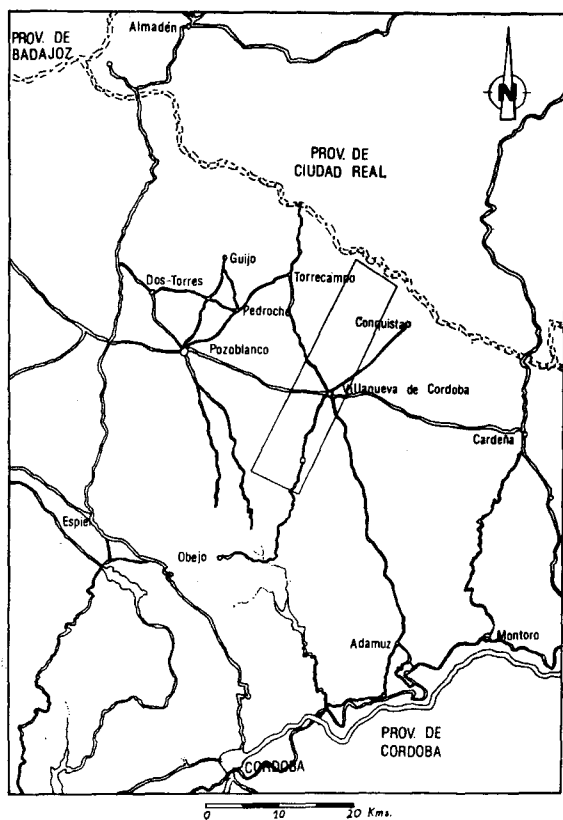 Almadén
PROV. DE
BADAJOZ
N
PROV. DE
CIUDAD REAL
Guijo
Dos-Torres
Torrecampo
Pedroche
Conquista
Pozoblanco
Villanueva de Cordoba
Cardeña
Espiel
Obejo
Adamuz
Montoro
PROV. DE
CORDOBA
CORDOBA
0 10 20 Kms.